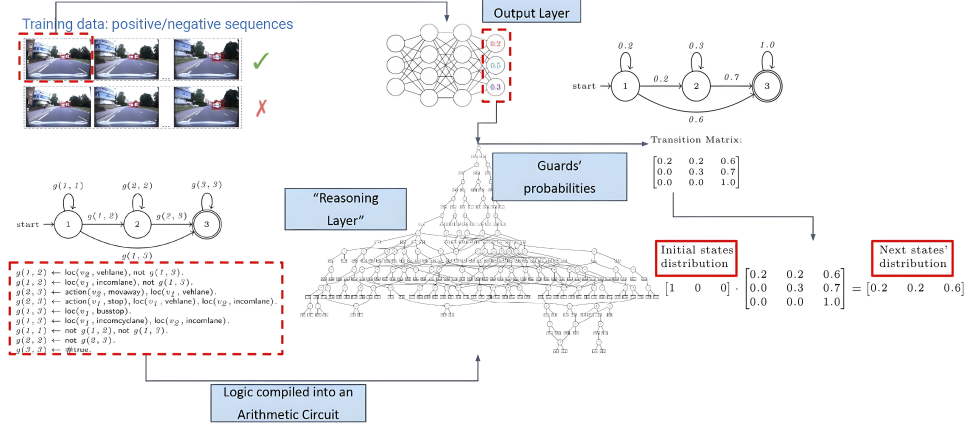 Output Layer
Training data: positive/negative sequences
✓
✗
0.2
0.5
0.3
0.2 0.3 1.0
start 1 0.2 2 0.7 3
0.6
Transition Matrix:
0.2 0.2 0.6
0.0 0.3 0.7
0.0 0.0 1.0
Guards'
probabilities
"Reasoning
Layer"
g(1, 1) g(2, 2) g(3, 3)
start 1 g(1, 2) 2 g(2, 3) 3
g(1, 3)
g(1, 2) ← loc(v2, vehlane), not g(1, 3).
g(1, 2) ← loc(v1, incomlane), not g(1, 3).
g(2, 3) ← action(v2, movaway), loc(v1, vehlane).
g(2, 3) ← action(v1, stop), loc(v1, vehlane), loc(v2, incomlane).
g(1, 3) ← loc(v1, busstop).
g(1, 3) ← loc(v1, incomcyclane), loc(v2, incomlane).
g(1, 1) ← not g(1, 2), not g(1, 3).
g(2, 2) ← not g(2, 3).
g(3, 3) ← #true.
Initial states
distribution
Next states'
distribution
[1 0 0] ·
0.2 0.2 0.6
0.0 0.3 0.7
0.0 0.0 1.0
= [0.2 0.2 0.6]
Logic compiled into an
Arithmetic Circuit